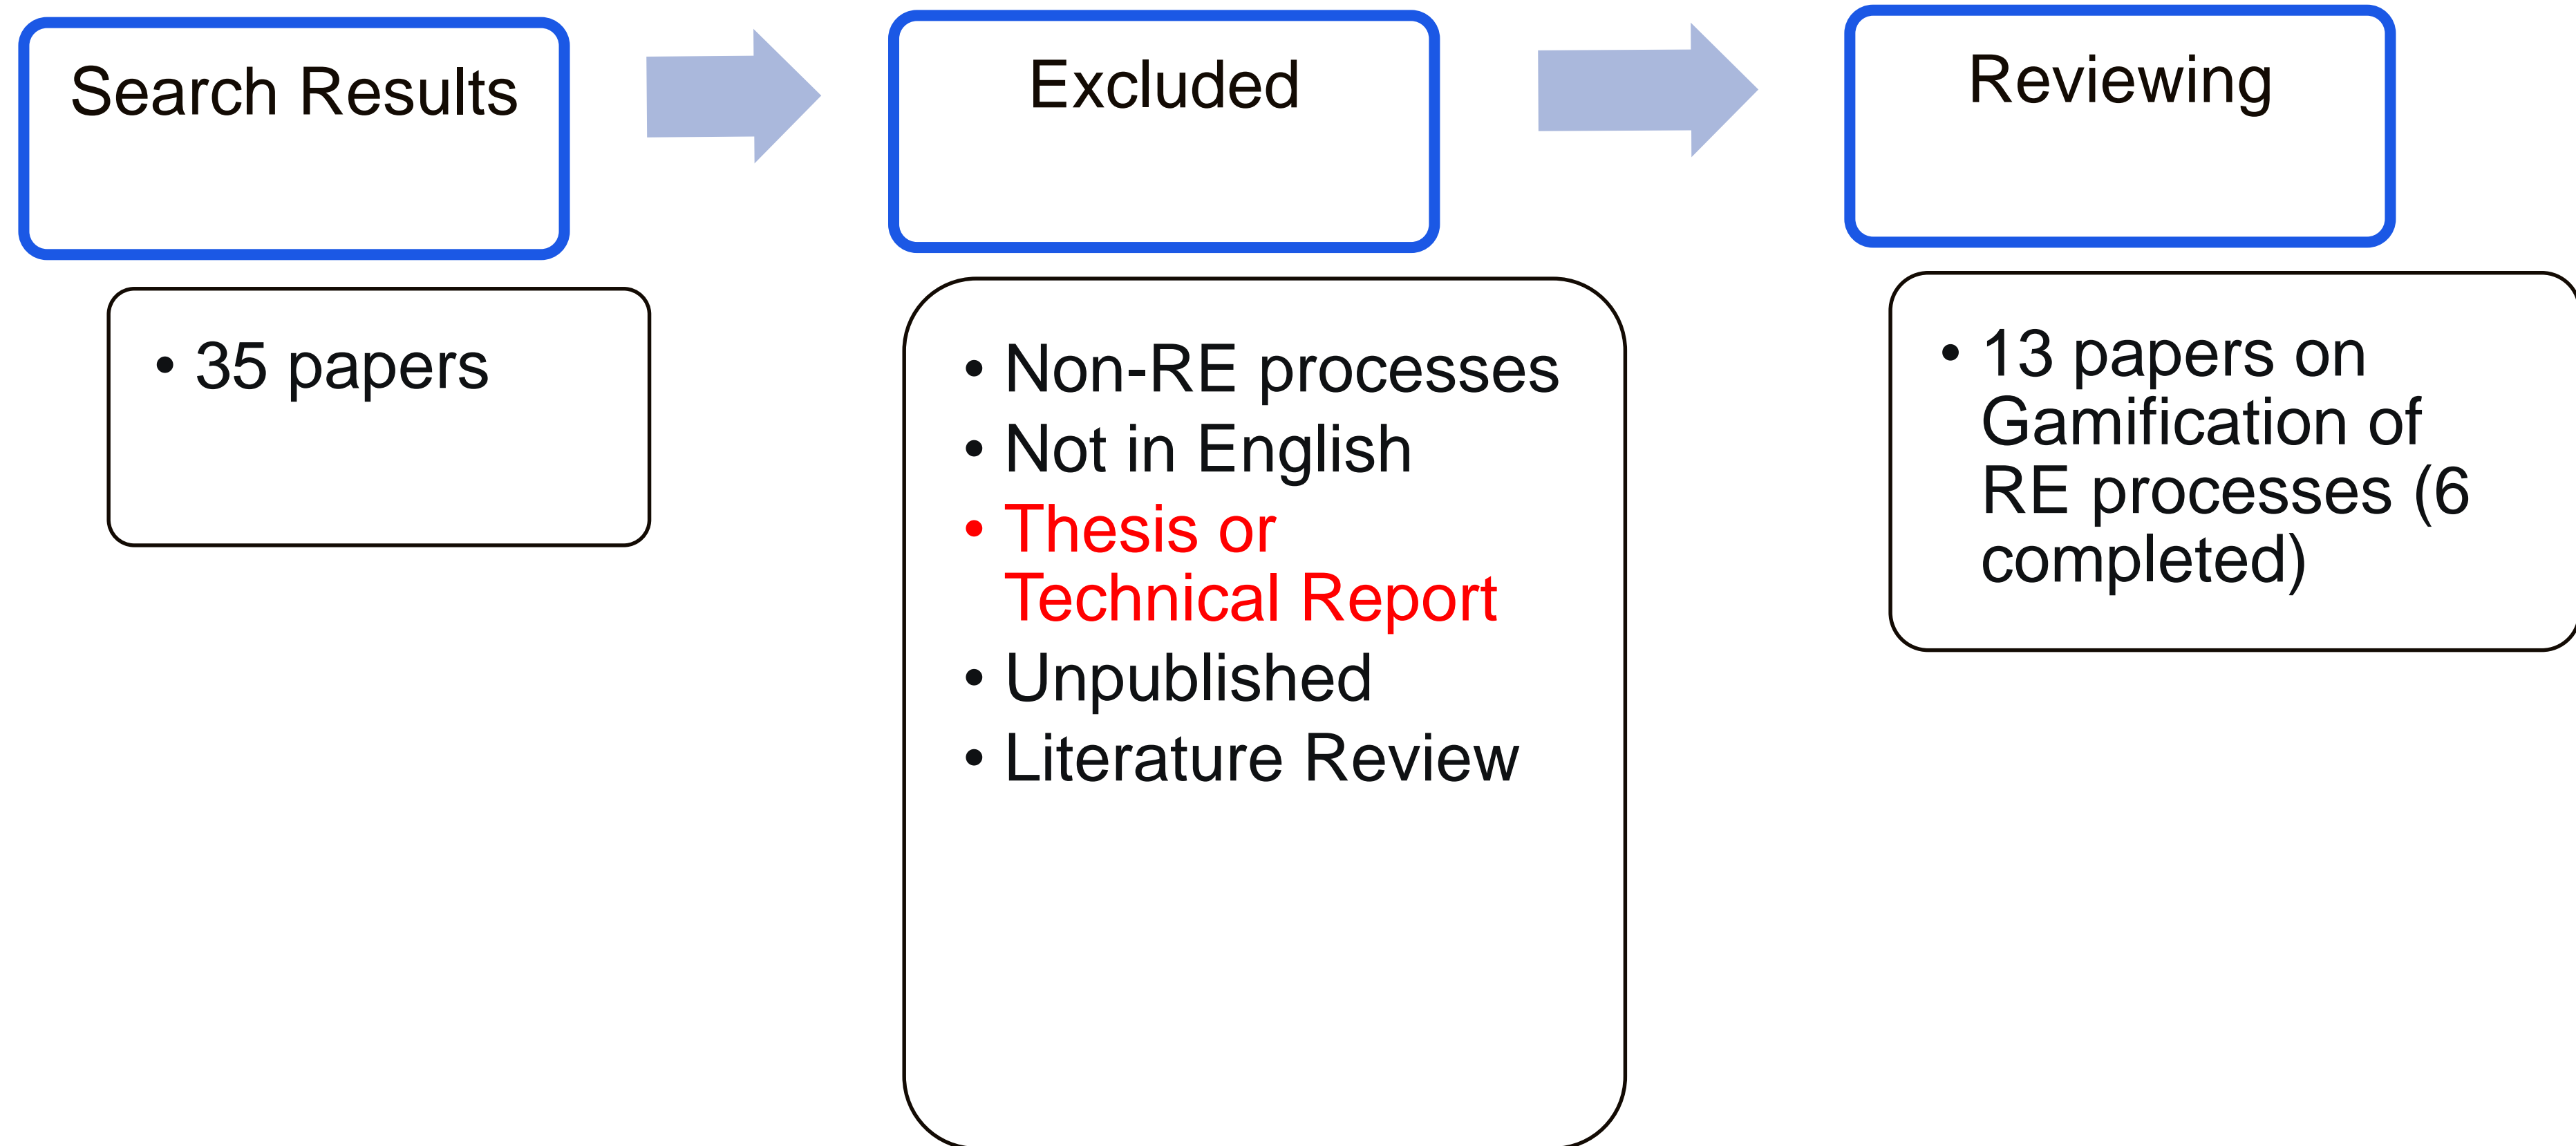 Search Results
• 35 papers
Excluded
• Non-RE processes
• Not in English
• Thesis or
Technical Report
• Unpublished
• Literature Review
Reviewing
• 13 papers on
Gamification of
RE processes (6
completed)